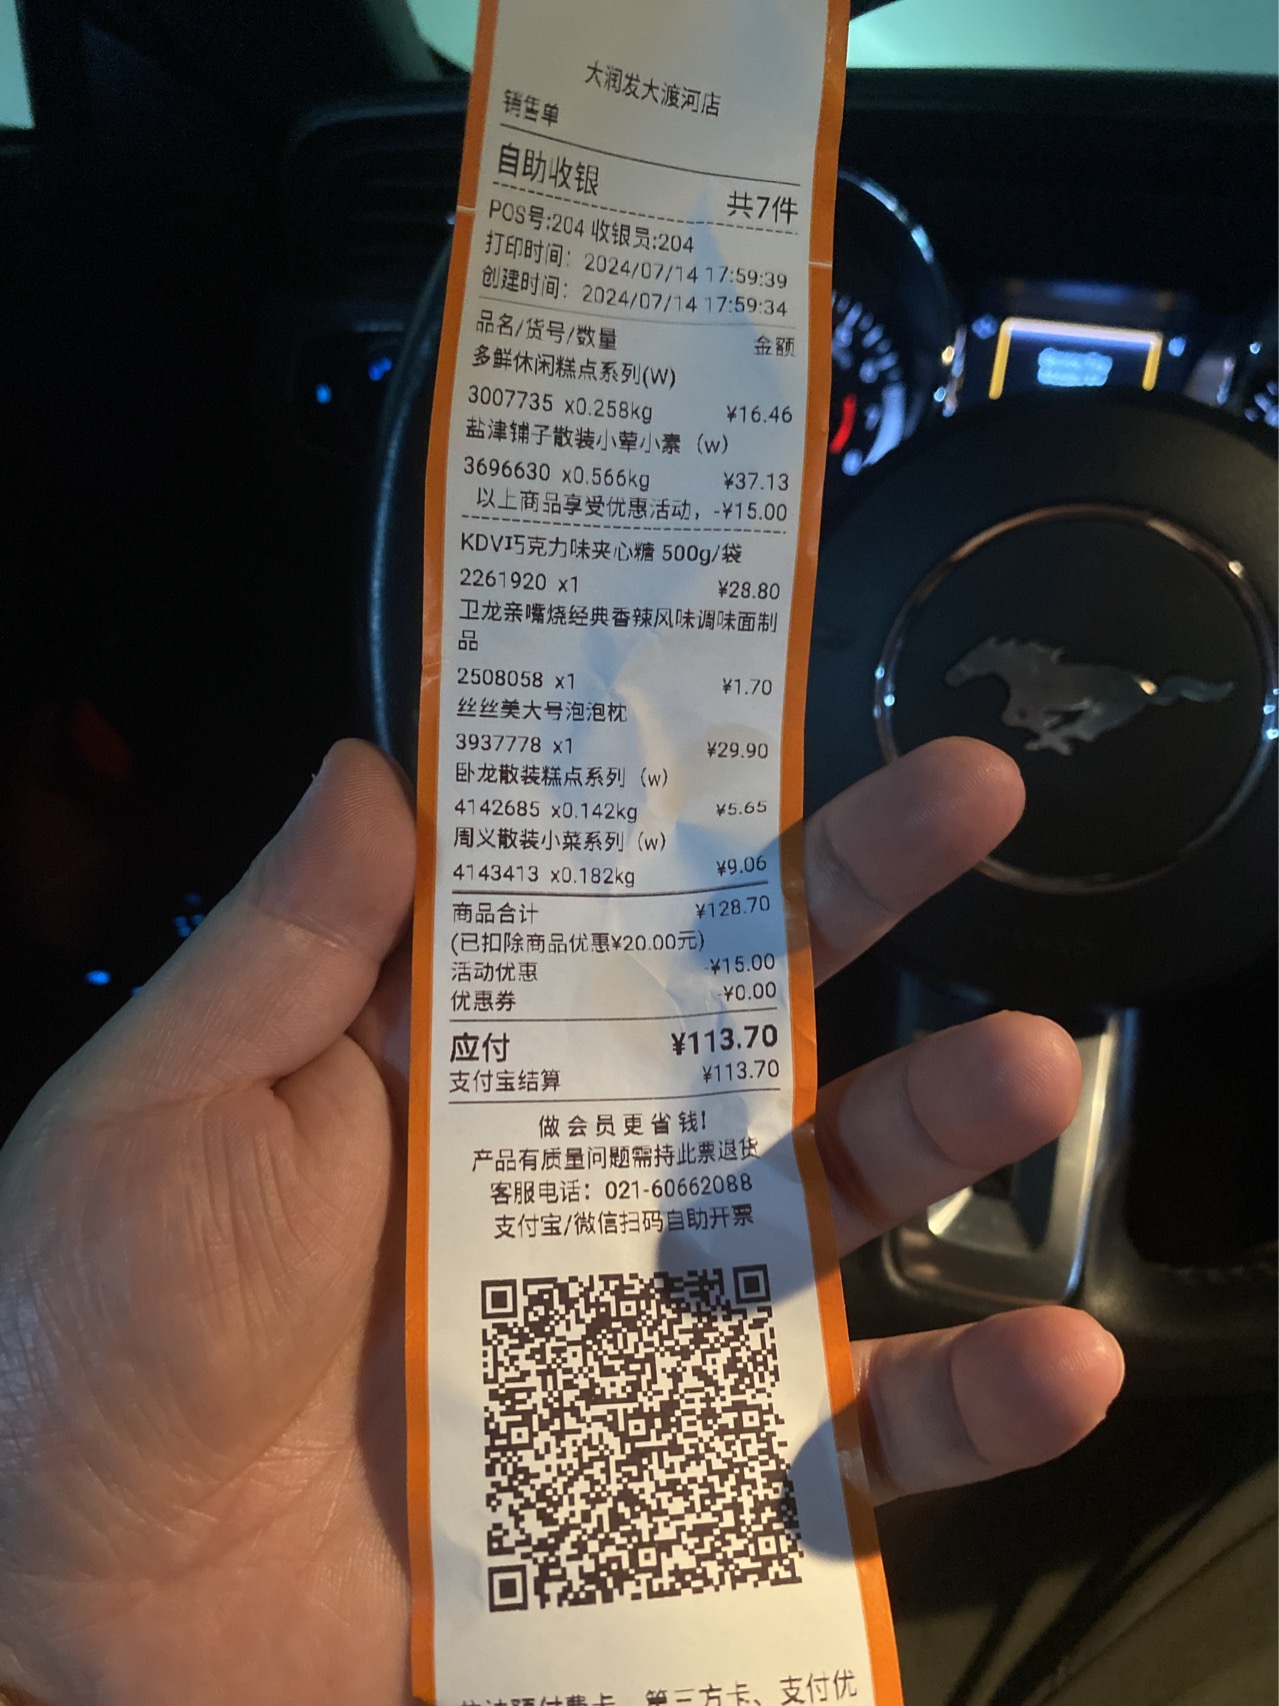 大润发大渡河店
销售单
自助收银 共7件
POS号:204 收银员:204
打印时间: 2024/07/14 17:59:39
创建时间: 2024/07/14 17:59:34
品名/货号/数量 金额
多鲜休闲糕点系列(W)
3007735 x0.258kg ¥16.46
盐津铺子散装小荤小素（w）
3696630 x0.566kg ¥37.13
以上商品享受优惠活动，-¥15.00
KDV巧克力味夹心糖 500g/袋
2261920 x1 ¥28.80
卫龙亲嘴烧经典香辣风味调味面制
品
2508058 x1 ¥1.70
丝丝美大号泡泡枕
3937778 x1 ¥29.90
卧龙散装糕点系列（w）
4142685 x0.142kg ¥5.65
周义散装小菜系列（w）
4143413 x0.182kg ¥9.06
商品合计 ¥128.70
(已扣除商品优惠¥20.00元)
活动优惠 -¥15.00
优惠券 -¥0.00
应付 ¥113.70
支付宝结算 ¥113.70
做会员更省钱!
产品有质量问题需持此票退货
客服电话：021-60662088
支付宝/微信扫码自助开票
预付费卡、第三方卡、支付优